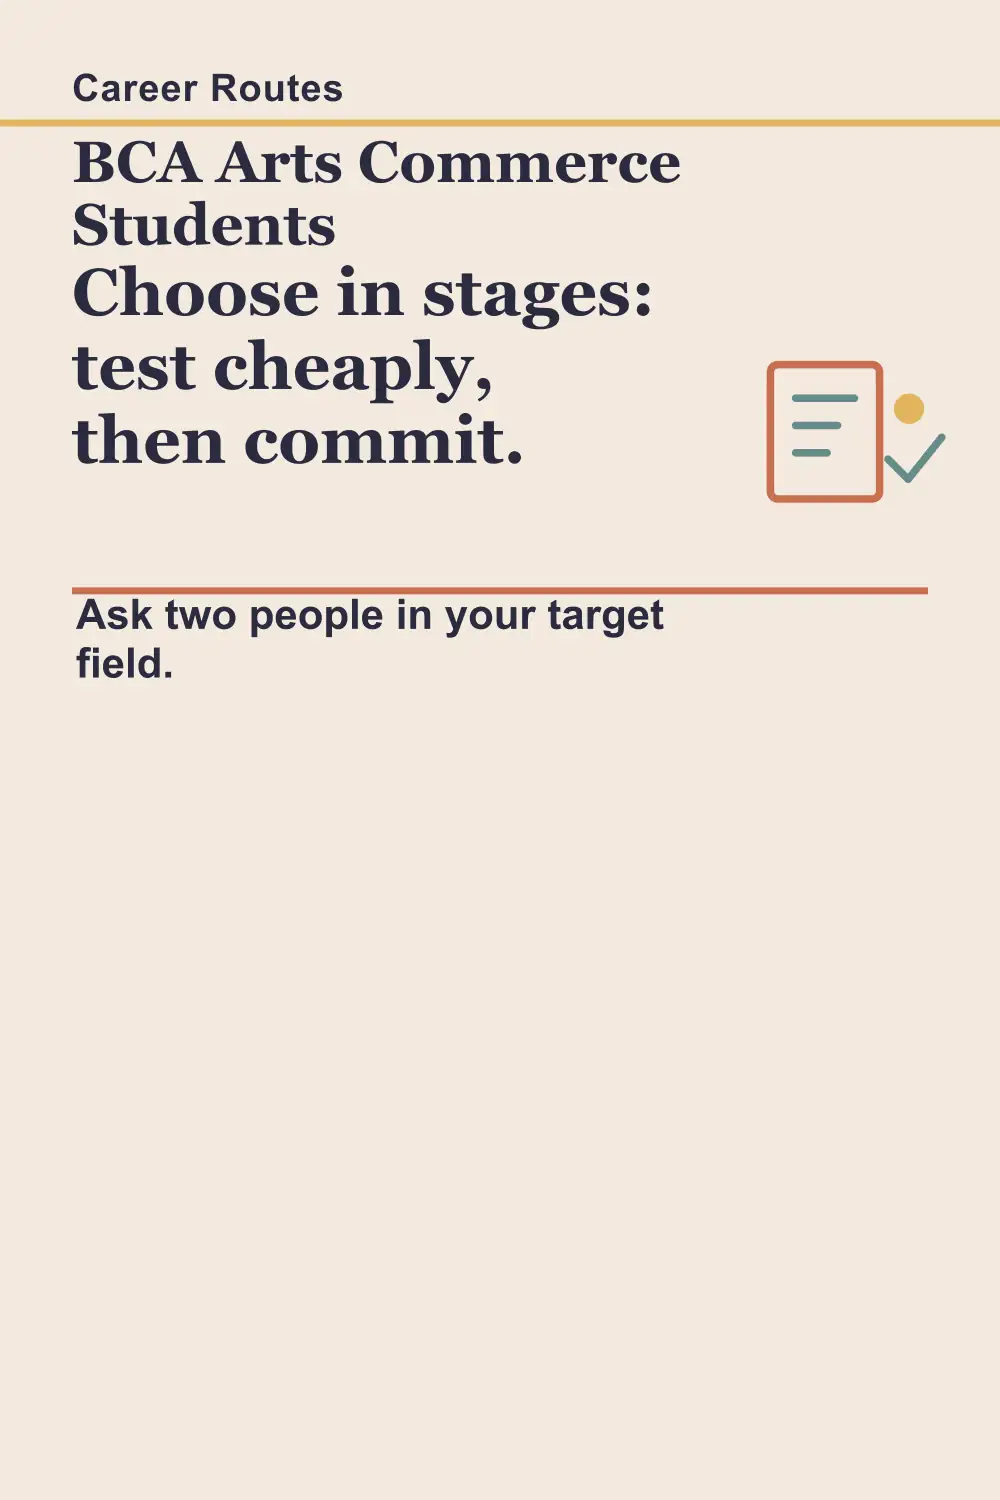 Career Routes
BCA Arts Commerce
Students
Choose in stages:
test cheaply,
then commit.
Ask two people in your target
field.